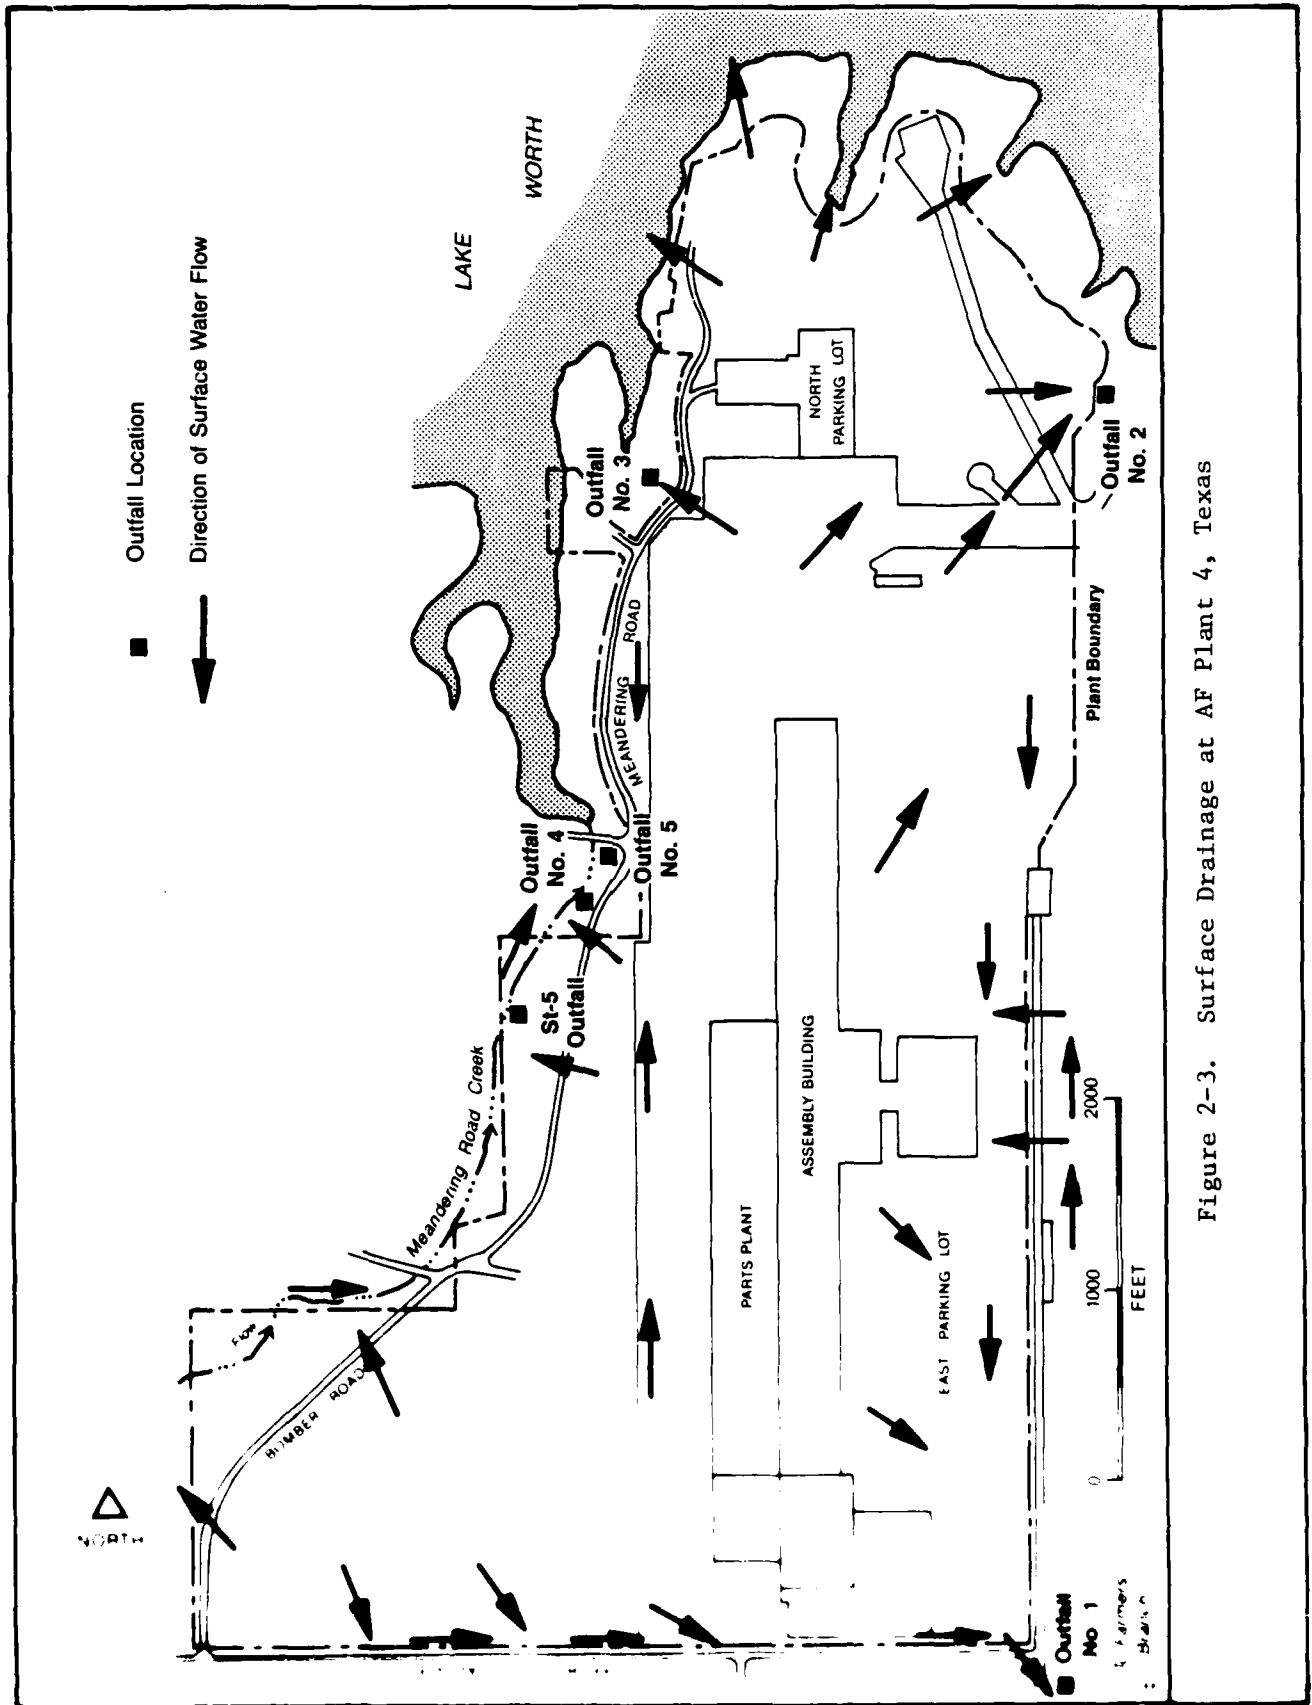 Outfall Location
Direction of Surface Water Flow
LAKE
WORTH
NORTH
Flow
BOMBER ROAD
Meandering Road Creek
St-5
Outfall
Outfall
No. 4
Outfall
No. 5
Outfall
No. 3
MEANDERING ROAD
NORTH
PARKING LOT
PARTS PLANT
ASSEMBLY BUILDING
EAST PARKING LOT
Outfall
No. 2
Plant Boundary
Outfall
No 1
Farmers
Branch
0 1000 2000
FEET
Figure 2-3. Surface Drainage at AF Plant 4, Texas